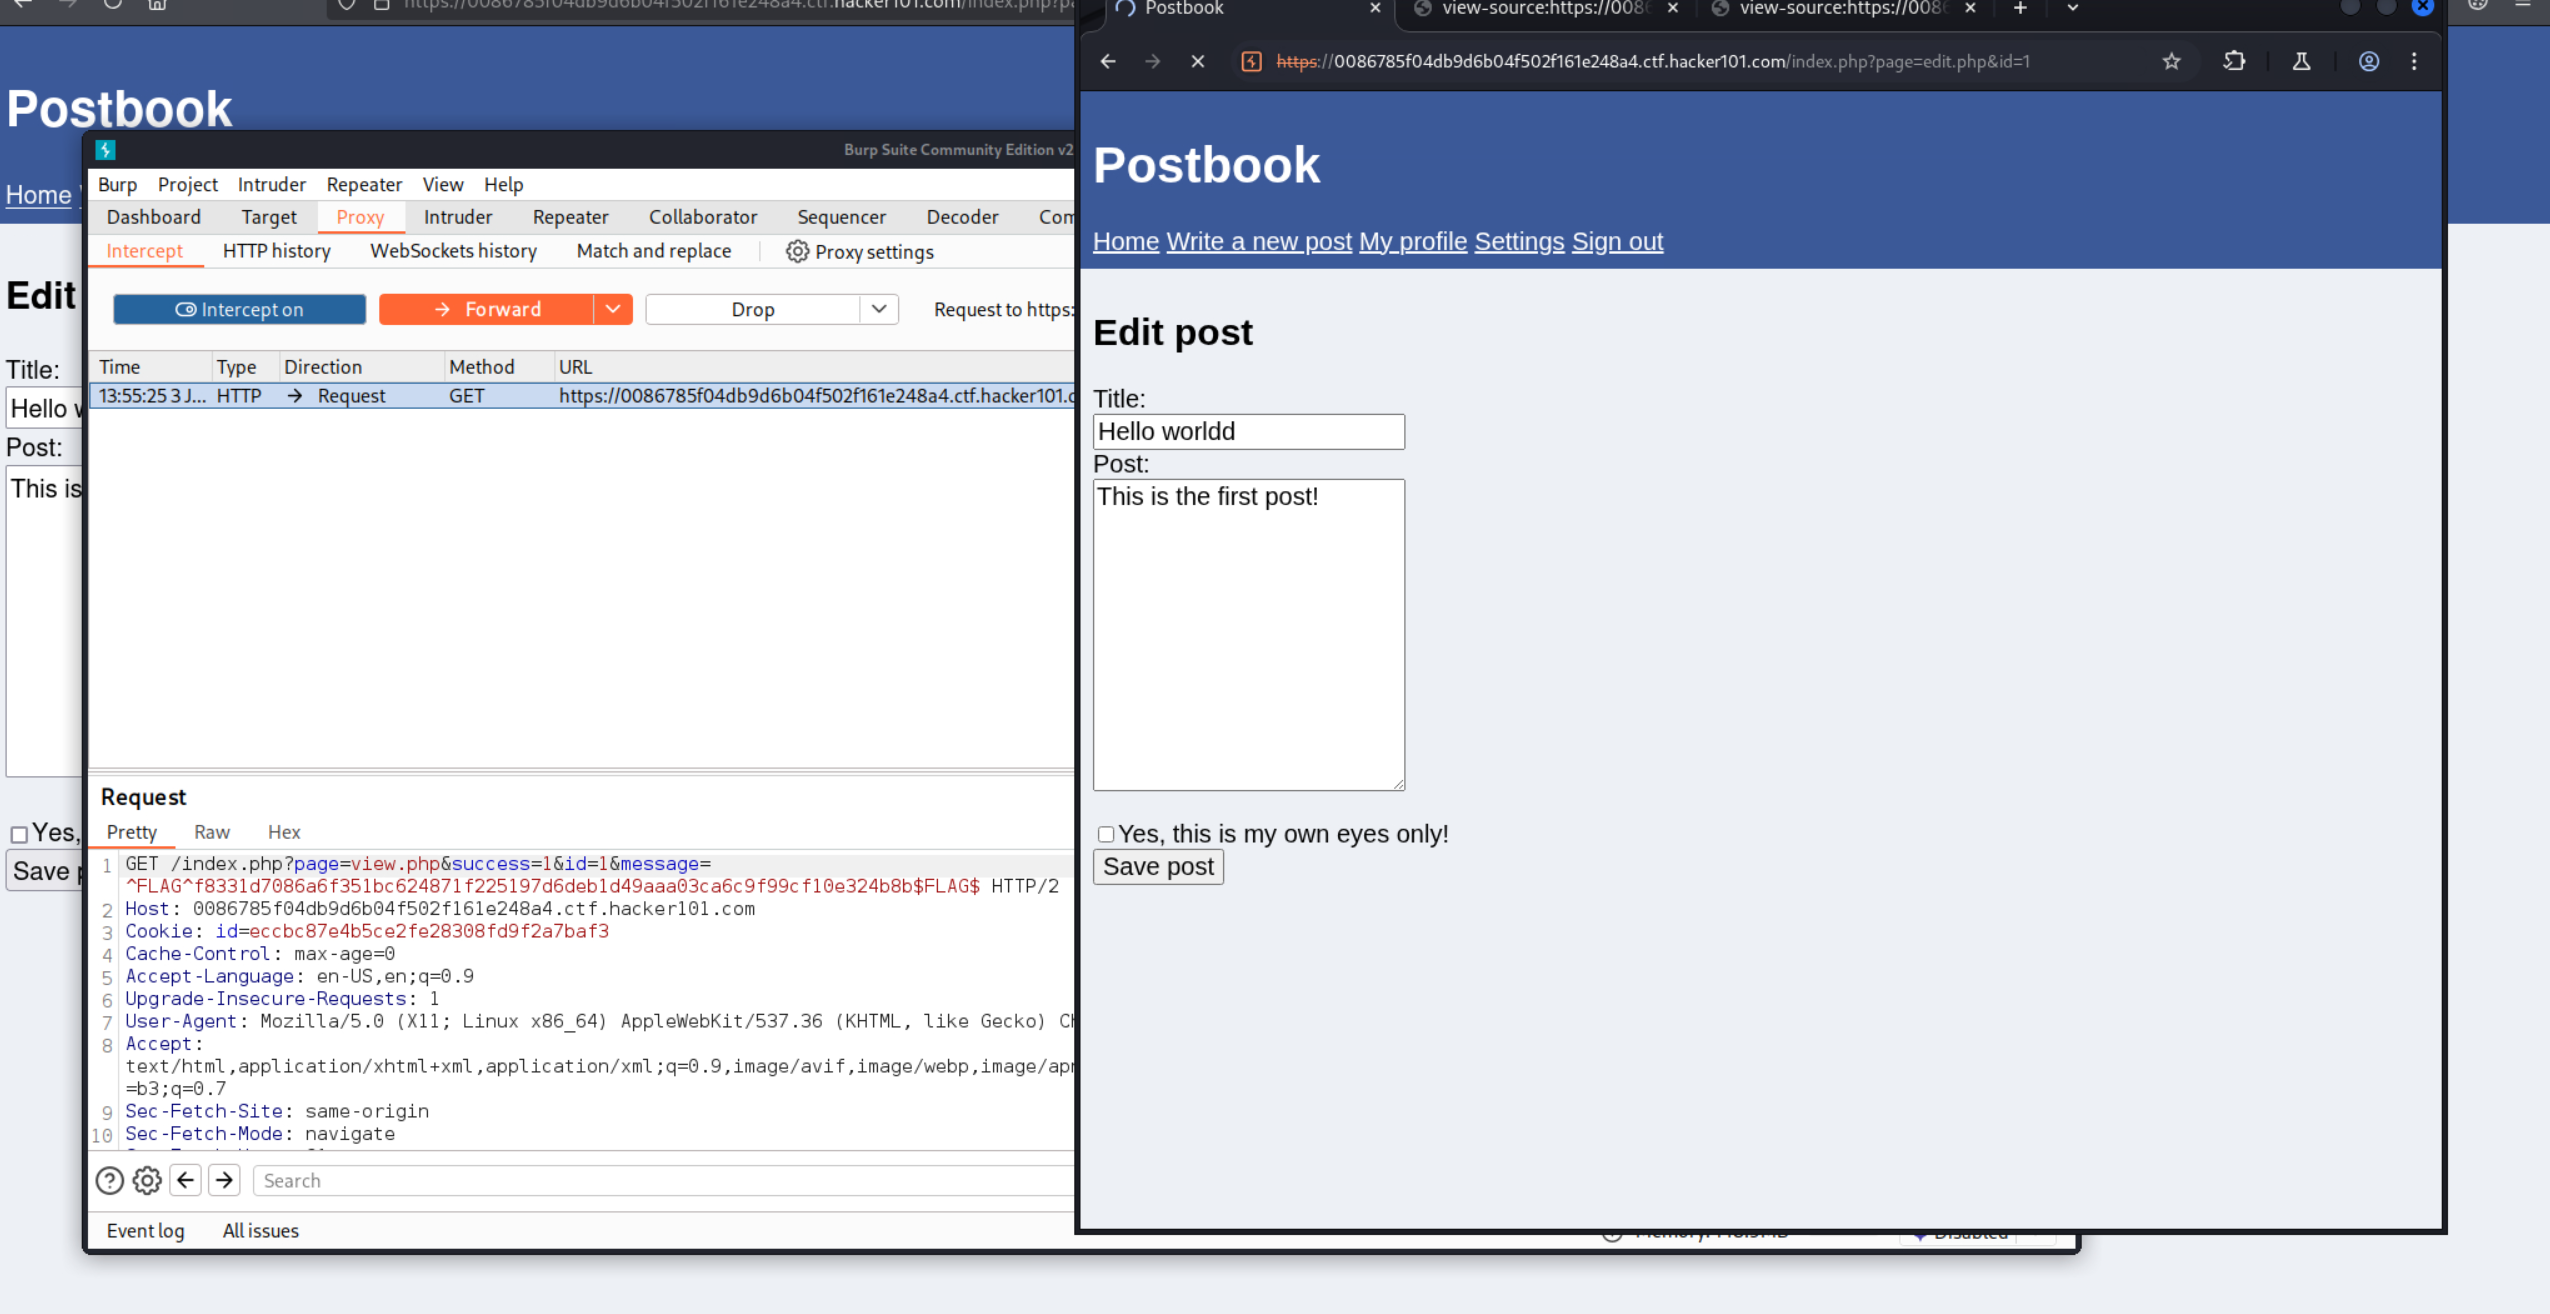 https://0086785f04db9d6b04f502f161e248a4.ctf.hacker101.com/index.php?p
Postbook
Home
Edit
Title:
Hello
Post:
This is
Yes,
Save
Burp Suite Community Edition v2
Burp Project Intruder Repeater View Help
Dashboard Target Proxy Intruder Repeater Collaborator Sequencer Decoder Com
Intercept HTTP history WebSockets history Match and replace Proxy settings
Intercept on Forward Drop Request to https:
Time Type Direction Method URL
13:55:25 3 J... HTTP → Request GET https://0086785f04db9d6b04f502f161e248a4.ctf.hacker101.c
Request
Pretty Raw Hex
1 GET /index.php?page=view.php&success=1&id=1&message=
^FLAG^f8331d7086a6f351bc624871f225197d6deb1d49aaa03ca6c9f99cf10e324b8b$FLAG$ HTTP/2
2 Host: 0086785f04db9d6b04f502f161e248a4.ctf.hacker101.com
3 Cookie: id=eccbc87e4b5ce2fe28308fd9f2a7baf3
4 Cache-Control: max-age=0
5 Accept-Language: en-US,en;q=0.9
6 Upgrade-Insecure-Requests: 1
7 User-Agent: Mozilla/5.0 (X11; Linux x86_64) AppleWebKit/537.36 (KHTML, like Gecko) Ch
8 Accept:
text/html,application/xhtml+xml,application/xml;q=0.9,image/avif,image/webp,image/apn
=b3;q=0.7
9 Sec-Fetch-Site: same-origin
10 Sec-Fetch-Mode: navigate
Search
Event log All issues
Disabled
Postbook view-source:https://008 view-source:https://008
https://0086785f04db9d6b04f502f161e248a4.ctf.hacker101.com/index.php?page=edit.php&id=1
Postbook
Home Write a new post My profile Settings Sign out
Edit post
Title:
Hello worldd
Post:
This is the first post!
Yes, this is my own eyes only!
Save post